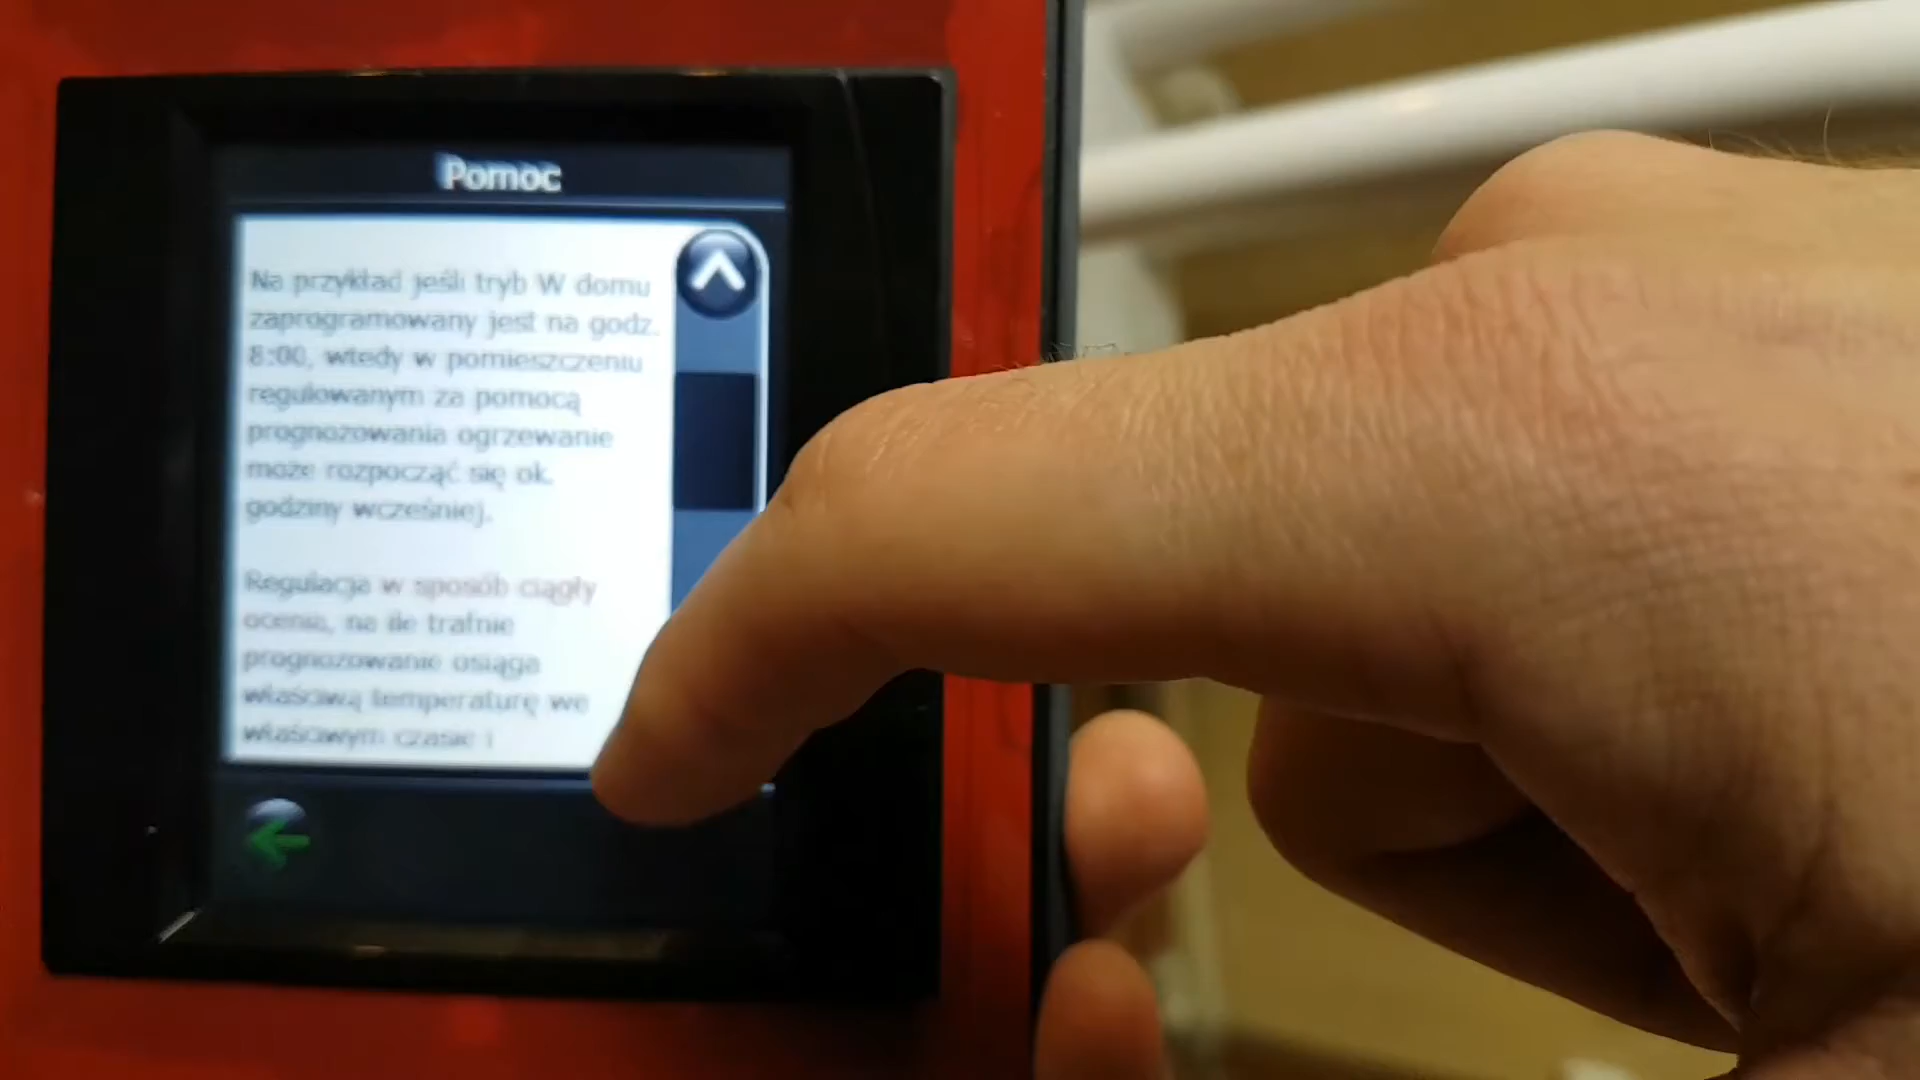 Pomoc
Na przykład jeśli tryb W domu
zaprogramowany jest na godz.
8:00, wtedy w pomieszczeniu
regulowanym za pomocą
prognozowania ogrzewanie
może rozpocząć się ok.
godziny wcześniej.
Regulacja w sposób ciągły
ocenia, na ile trafnie
prognozowanie osiąga
właściwą temperaturę we
właściwym czasie i